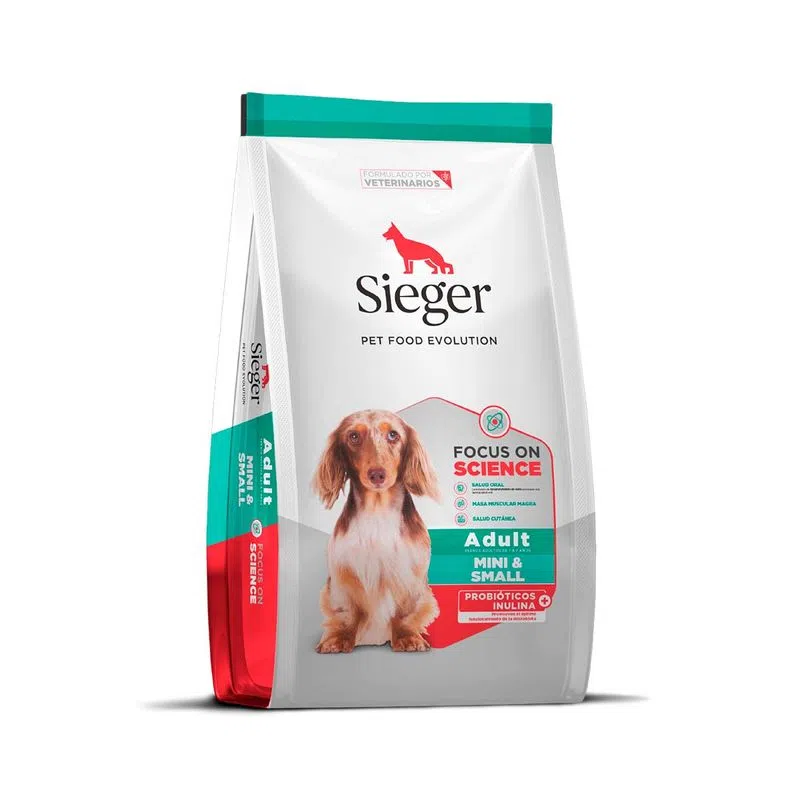 FORMULADO POR
VETERINARIOS
Sieger
PET FOOD EVOLUTION
FOCUS ON
SCIENCE
SALUD ORAL
MASA MUSCULAR MAGRA
SALUD CUTÁNEA
Adult
MINI &
SMALL
PROBIÓTICOS
INULINA +
Sieger
PET FOOD EVOLUTION
Adult
MINI &
SMALL
FOCUS ON
SCIENCE